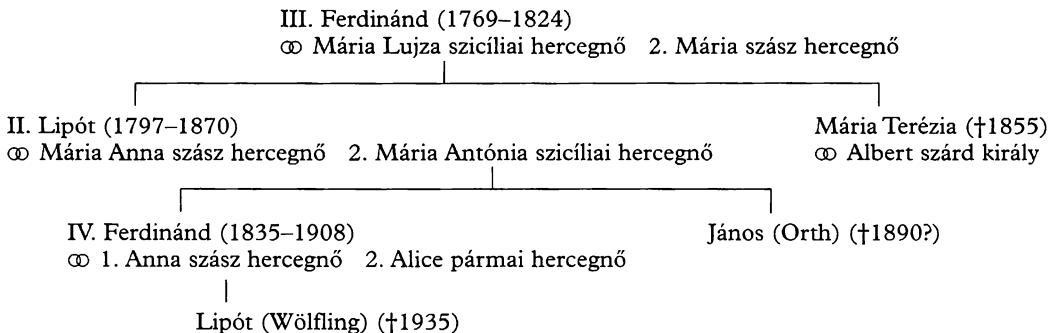 III. Ferdinánd (1769–1824)
⚭ Mária Lujza szicíliai hercegnő 2. Mária szász hercegnő
II. Lipót (1797–1870)
Mária Terézia (†1855)
⚭ Mária Anna szász hercegnő 2. Mária Antónia szicíliai hercegnő
⚭ Albert szárd király
IV. Ferdinánd (1835–1908)
János (Orth) (†1890?)
⚭ 1. Anna szász hercegnő 2. Alice pármai hercegnő
Lipót (Wölfling) (†1935)